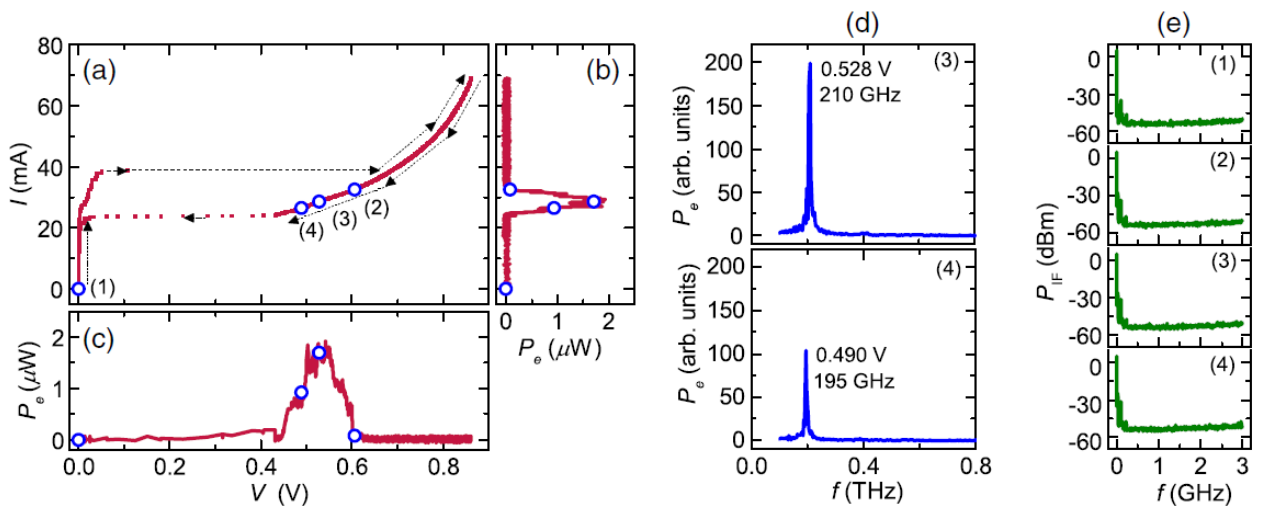 (a)
I (mA)
80
60
40
20
0
(1)
(2)
(3)
(4)
(b)
0 1 2
P_e (μW)
(c)
P_e (μW)
2
1
0
0.0 0.2 0.4 0.6 0.8
V (V)
(d)
P_e (arb. units)
200
150
100
50
0
(3)
0.528 V
210 GHz
P_e (arb. units)
200
150
100
50
0
(4)
0.490 V
195 GHz
0.0 0.2 0.4 0.6 0.8
f (THz)
(e)
P_IF (dBm)
0
-30
-60
(1)
0
-30
-60
(2)
0
-30
-60
(3)
0
-30
-60
(4)
0 1 2 3
f (GHz)